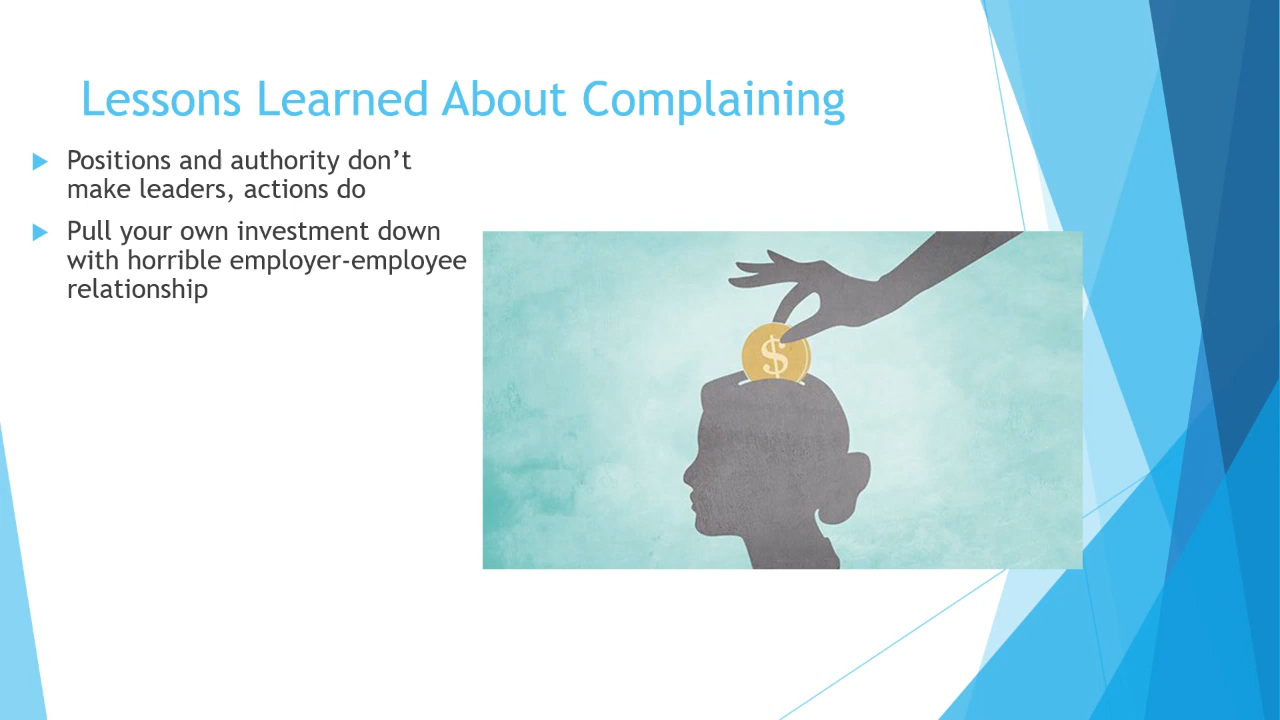 Lessons Learned About Complaining
Positions and authority don’t
make leaders, actions do
Pull your own investment down
with horrible employer-employee
relationship
$